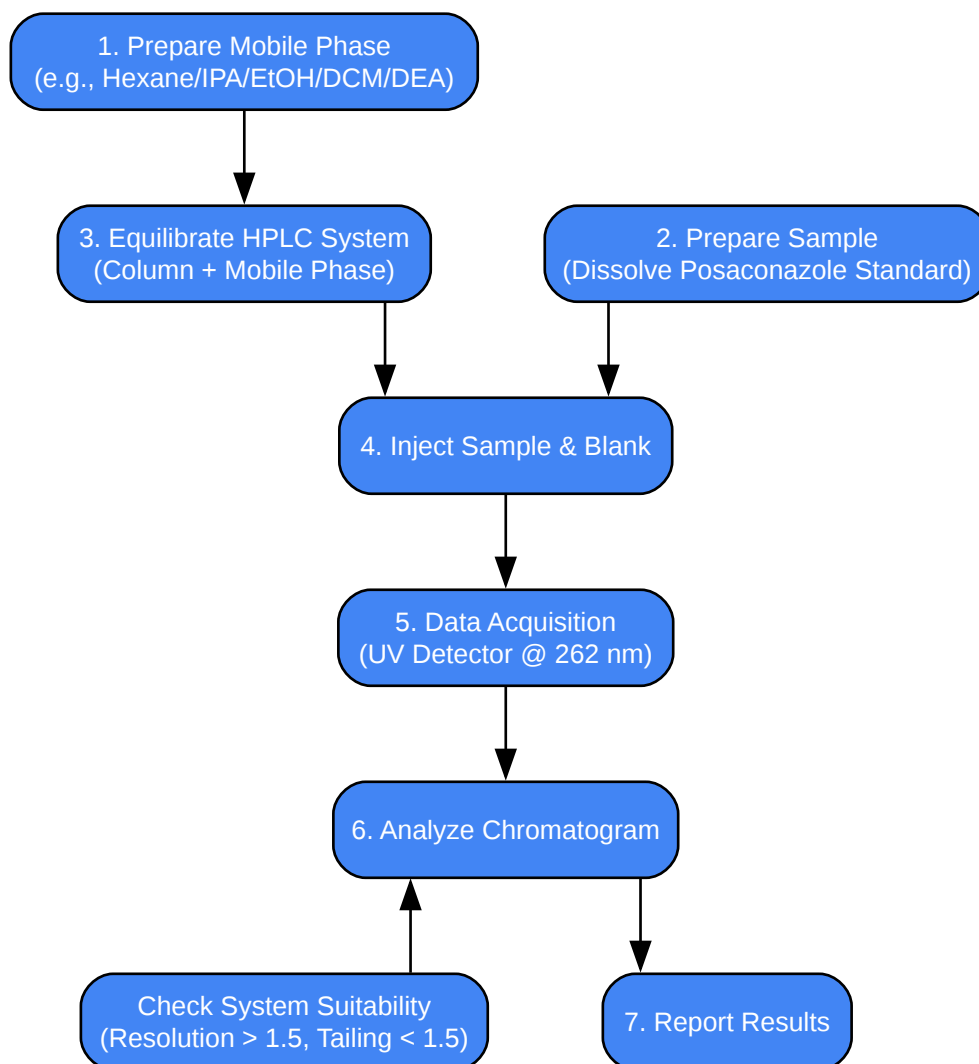 1. Prepare Mobile Phase
(e.g., Hexane/IPA/EtOH/DCM/DEA)
3. Equilibrate HPLC System
(Column + Mobile Phase)
2. Prepare Sample
(Dissolve Posaconazole Standard)
4. Inject Sample & Blank
5. Data Acquisition
(UV Detector @ 262 nm)
6. Analyze Chromatogram
Check System Suitability
(Resolution > 1.5, Tailing < 1.5)
7. Report Results